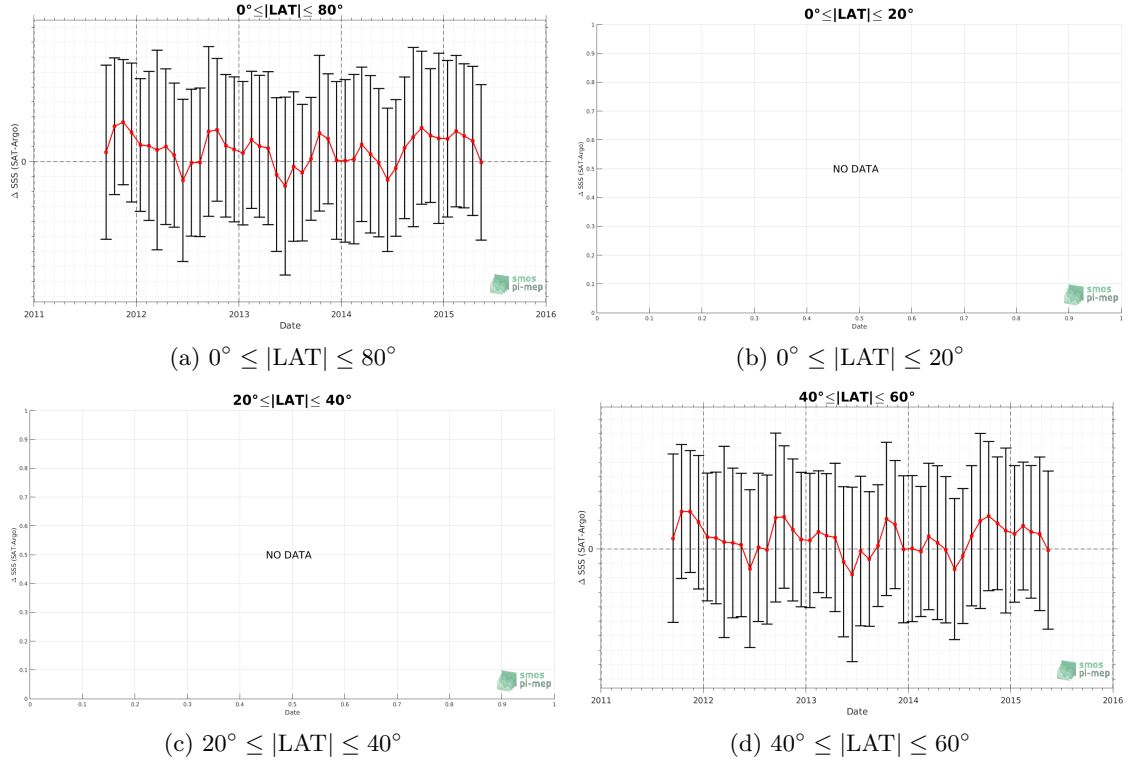 0°≤|LAT|≤ 80°
Δ SSS (SAT-Argo)
0
2011 2012 2013 2014 2015 2016
Date
smos
pi-mep
(a) 0° ≤ |LAT| ≤ 80°
0°≤|LAT|≤ 20°
Δ SSS (SAT-Argo)
1
0.9
0.8
0.7
0.6
0.5
0.4
0.3
0.2
0.1
0
NO DATA
0 0.1 0.2 0.3 0.4 0.5 0.6 0.7 0.8 0.9 1
Date
smos
pi-mep
(b) 0° ≤ |LAT| ≤ 20°
20°≤|LAT|≤ 40°
Δ SSS (SAT-Argo)
1
0.9
0.8
0.7
0.6
0.5
0.4
0.3
0.2
0.1
0
NO DATA
0 0.1 0.2 0.3 0.4 0.5 0.6 0.7 0.8 0.9 1
Date
smos
pi-mep
(c) 20° ≤ |LAT| ≤ 40°
40°≤|LAT|≤ 60°
Δ SSS (SAT-Argo)
0
2011 2012 2013 2014 2015 2016
Date
smos
pi-mep
(d) 40° ≤ |LAT| ≤ 60°